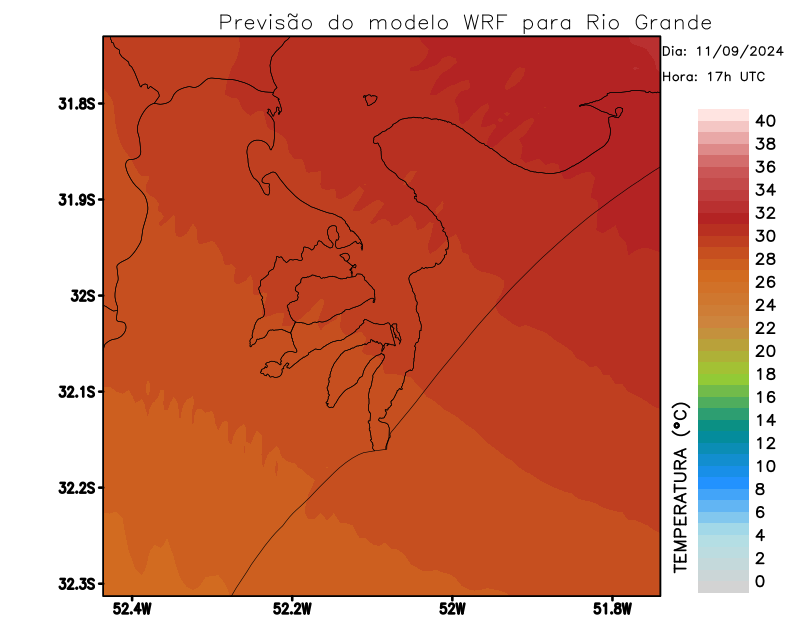 Previsão do modelo WRF para Rio Grande
Dia: 11/09/2024
Hora: 17h UTC
31.8S
31.9S
32S
32.1S
32.2S
32.3S
52.4W
52.2W
52W
51.8W
TEMPERATURA (°C)
40
38
36
34
32
30
28
26
24
22
20
18
16
14
12
10
8
6
4
2
0